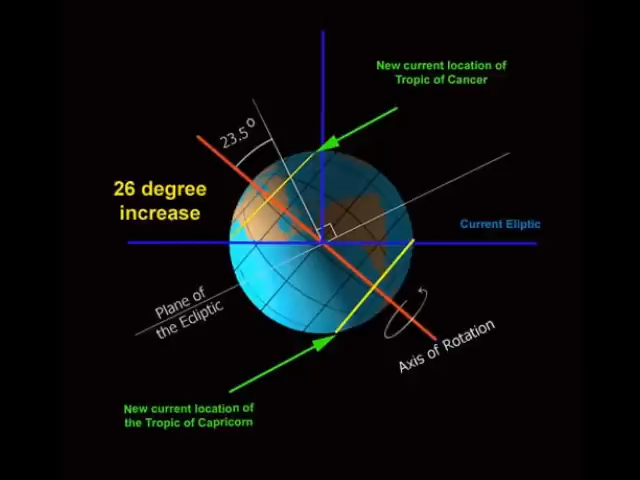 New current location of
Tropic of Cancer
23.5°
26 degree
increase
Current Eliptic
Plane of
the Ecliptic
Axis of Rotation
New current location of
the Tropic of Capricorn